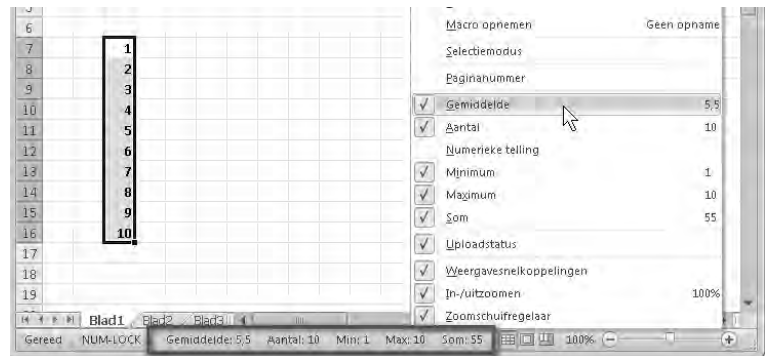 6
Macro opnemen Geen opname
7 1
Selectiemodus
8 2
Paginanummer
9 3
10 4
Gemiddelde 5,5
11 5
Aantal 10
12 6
Numerieke telling
13 7
Minimum 1
14 8
Maximum 10
15 9
Som 55
16 10
Uploadstatus
17
18
Weergavesnelkoppelingen
19
In-/uitzoomen 100%
Zoomschuifregelaar
Blad1 Blad2 Blad3
Gereed NUM-LOCK Gemiddelde: 5,5 Aantal: 10 Min: 1 Max: 10 Som: 55 100%